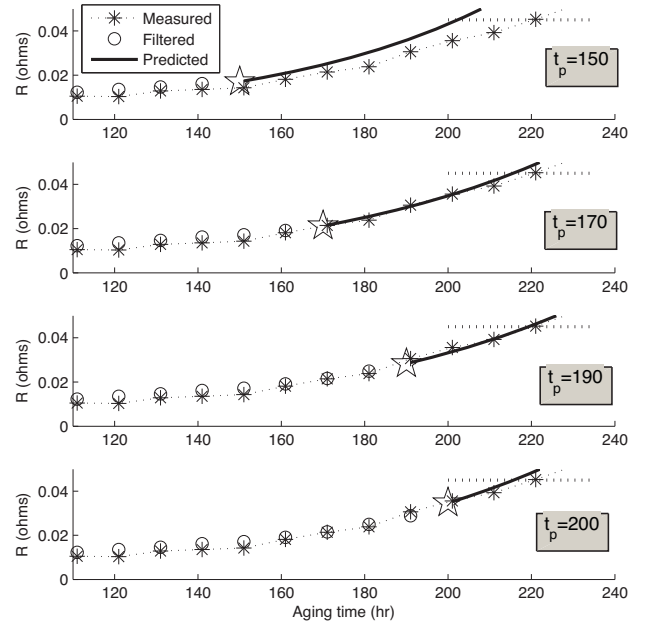 Measured
Filtered
Predicted
R (ohms)
0.04
0.02
0
120 140 160 180 200 220 240
t_p=150
R (ohms)
0.04
0.02
0
120 140 160 180 200 220 240
t_p=170
R (ohms)
0.04
0.02
0
120 140 160 180 200 220 240
t_p=190
R (ohms)
0.04
0.02
0
120 140 160 180 200 220 240
t_p=200
Aging time (hr)